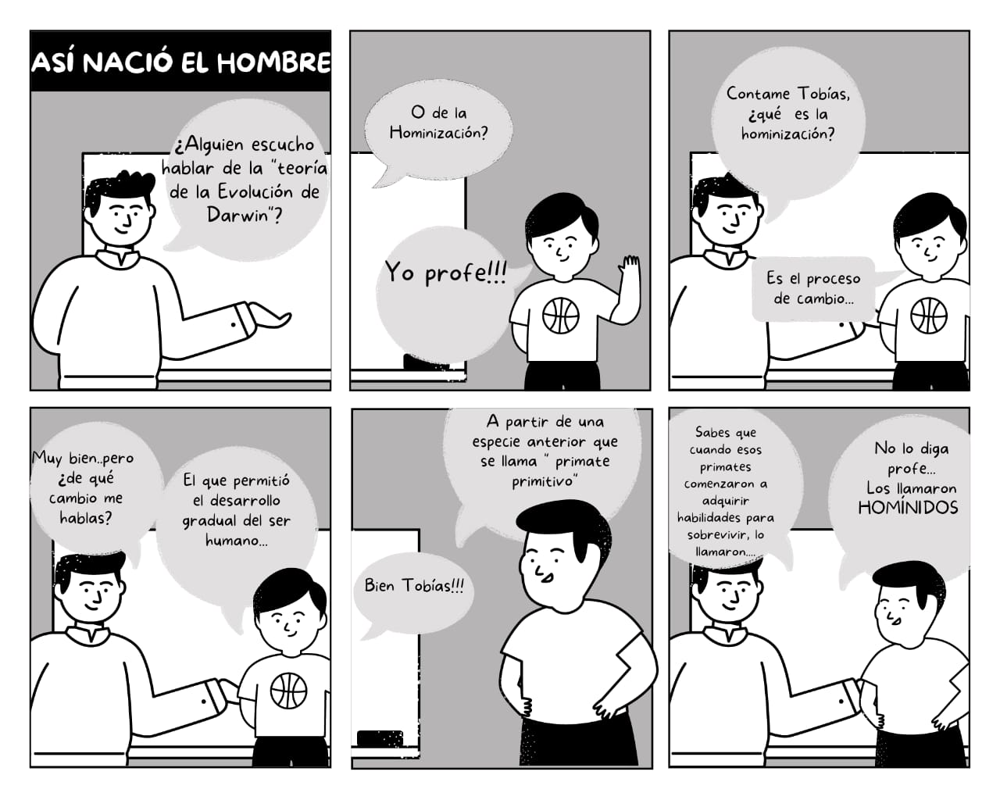 ASÍ NACIÓ EL HOMBRE
¿Alguien escucho
hablar de la "teoría
de la Evolución de
Darwin"?
O de la
Hominización?
Yo profe!!!
Contame Tobías,
¿qué es la
hominización?
Es el proceso
de cambio...
Muy bien..pero
¿de qué
cambio me
hablas?
El que permitió
el desarrollo
gradual del ser
humano...
A partir de una
especie anterior que
se llama " primate
primitivo"
Bien Tobías!!!
Sabes que
cuando esos
primates
comenzaron a
adquirir
habilidades para
sobrevivir, lo
llamaron....
No lo diga
profe...
Los llamaron
HOMÍNIDOS